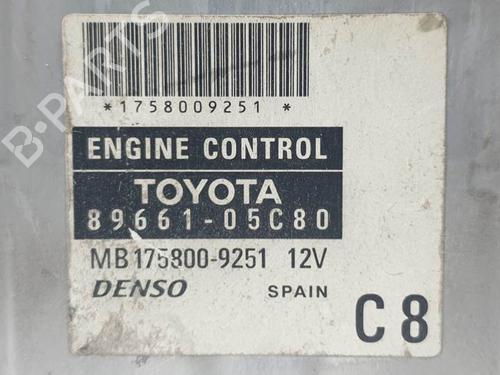 B-PARTS
*1758009251*
ENGINE CONTROL
TOYOTA
89661-05C80
MB175800-9251 12V
DENSO SPAIN
C8